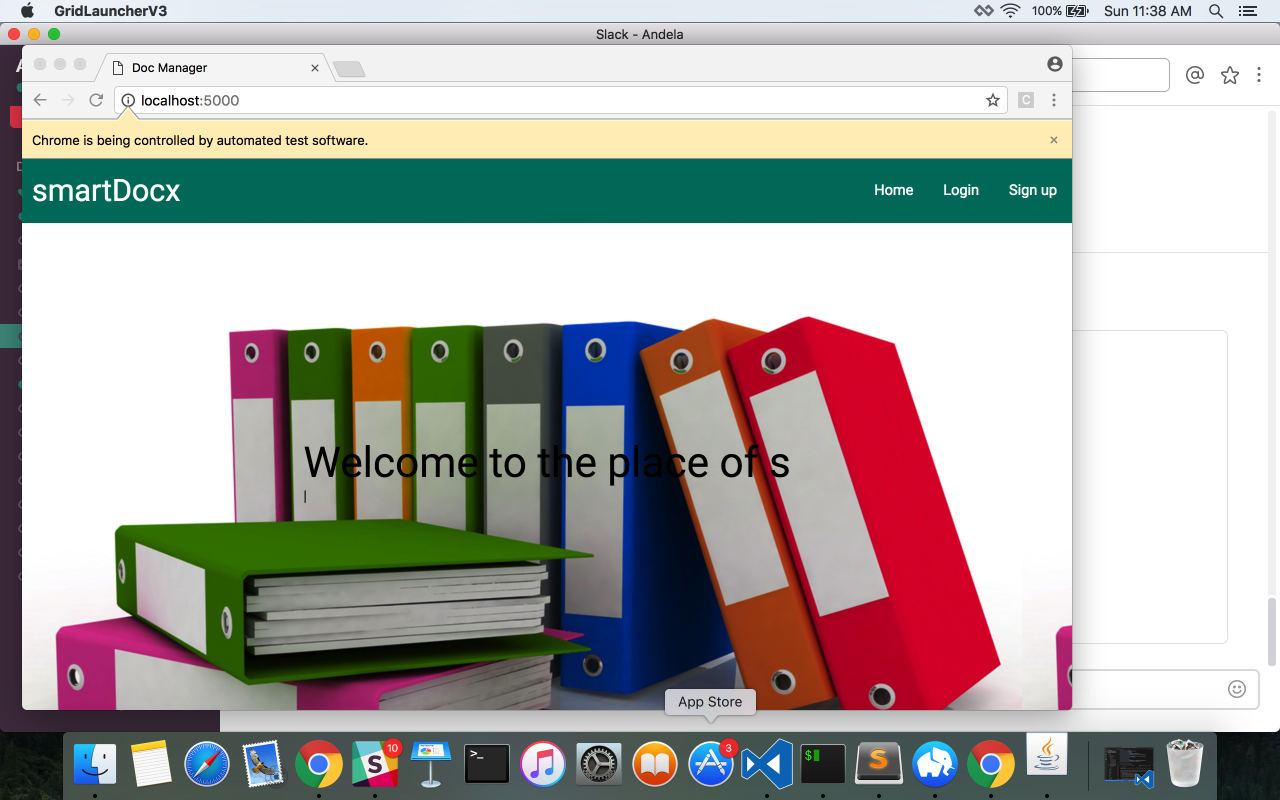 GridLauncherV3
100%
Sun 11:38 AM
Slack - Andela
Doc Manager
localhost:5000
C
Chrome is being controlled by automated test software.
smartDocx
Home
Login
Sign up
Welcome to the place of s
App Store
10
3
>_
$
S
S